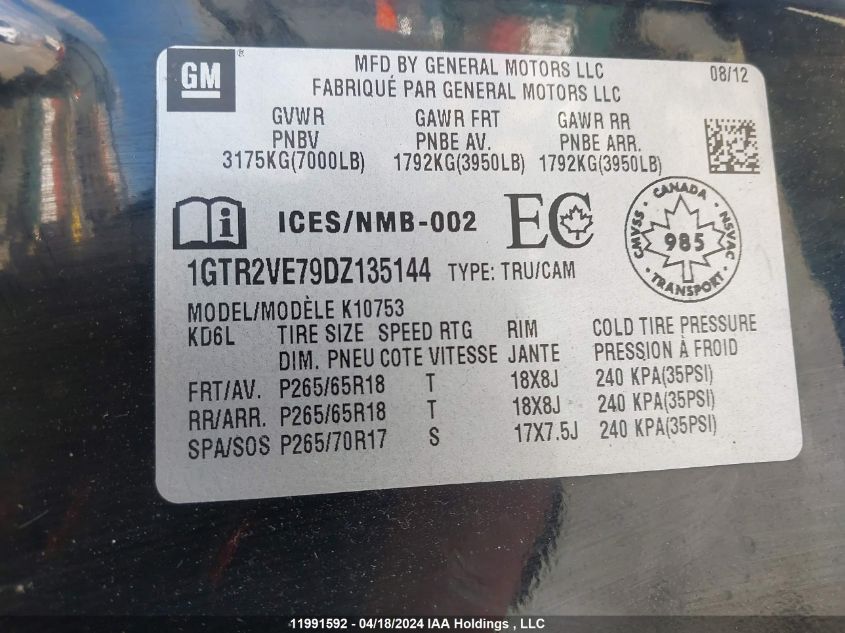 GM
MFD BY GENERAL MOTORS LLC 08/12
FABRIQUÉ PAR GENERAL MOTORS LLC
GVWR GAWR FRT GAWR RR
PNBV PNBE AV. PNBE ARR.
3175KG(7000LB) 1792KG(3950LB) 1792KG(3950LB)
i ICES/NMB-002 EC
CANADA
CMVSS 985 NSVAC
TRANSPORT
1GTR2VE79DZ135144 TYPE: TRU/CAM
MODEL/MODÈLE K10753
KD6L TIRE SIZE SPEED RTG RIM COLD TIRE PRESSURE
DIM. PNEU COTE VITESSE JANTE PRESSION À FROID
FRT/AV. P265/65R18 T 18X8J 240 KPA(35PSI)
RR/ARR. P265/65R18 T 18X8J 240 KPA(35PSI)
SPA/SOS P265/70R17 S 17X7.5J 240 KPA(35PSI)
11991592 - 04/18/2024 IAA Holdings , LLC